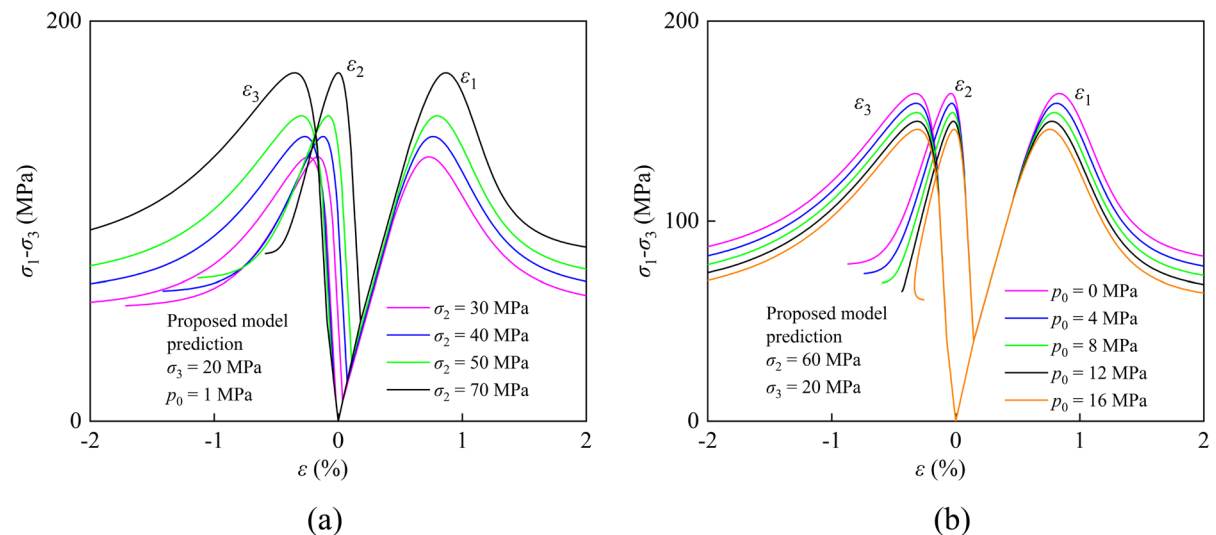 200
σ1-σ3 (MPa)
0
ε3
ε2
ε1
Proposed model
prediction
σ3 = 20 MPa
p0 = 1 MPa
σ2 = 30 MPa
σ2 = 40 MPa
σ2 = 50 MPa
σ2 = 70 MPa
-2 -1 0 1 2
ε (%)
(a)
200
100
0
σ1-σ3 (MPa)
ε3
ε2
ε1
Proposed model
prediction
σ2 = 60 MPa
σ3 = 20 MPa
p0 = 0 MPa
p0 = 4 MPa
p0 = 8 MPa
p0 = 12 MPa
p0 = 16 MPa
-2 -1 0 1 2
ε (%)
(b)